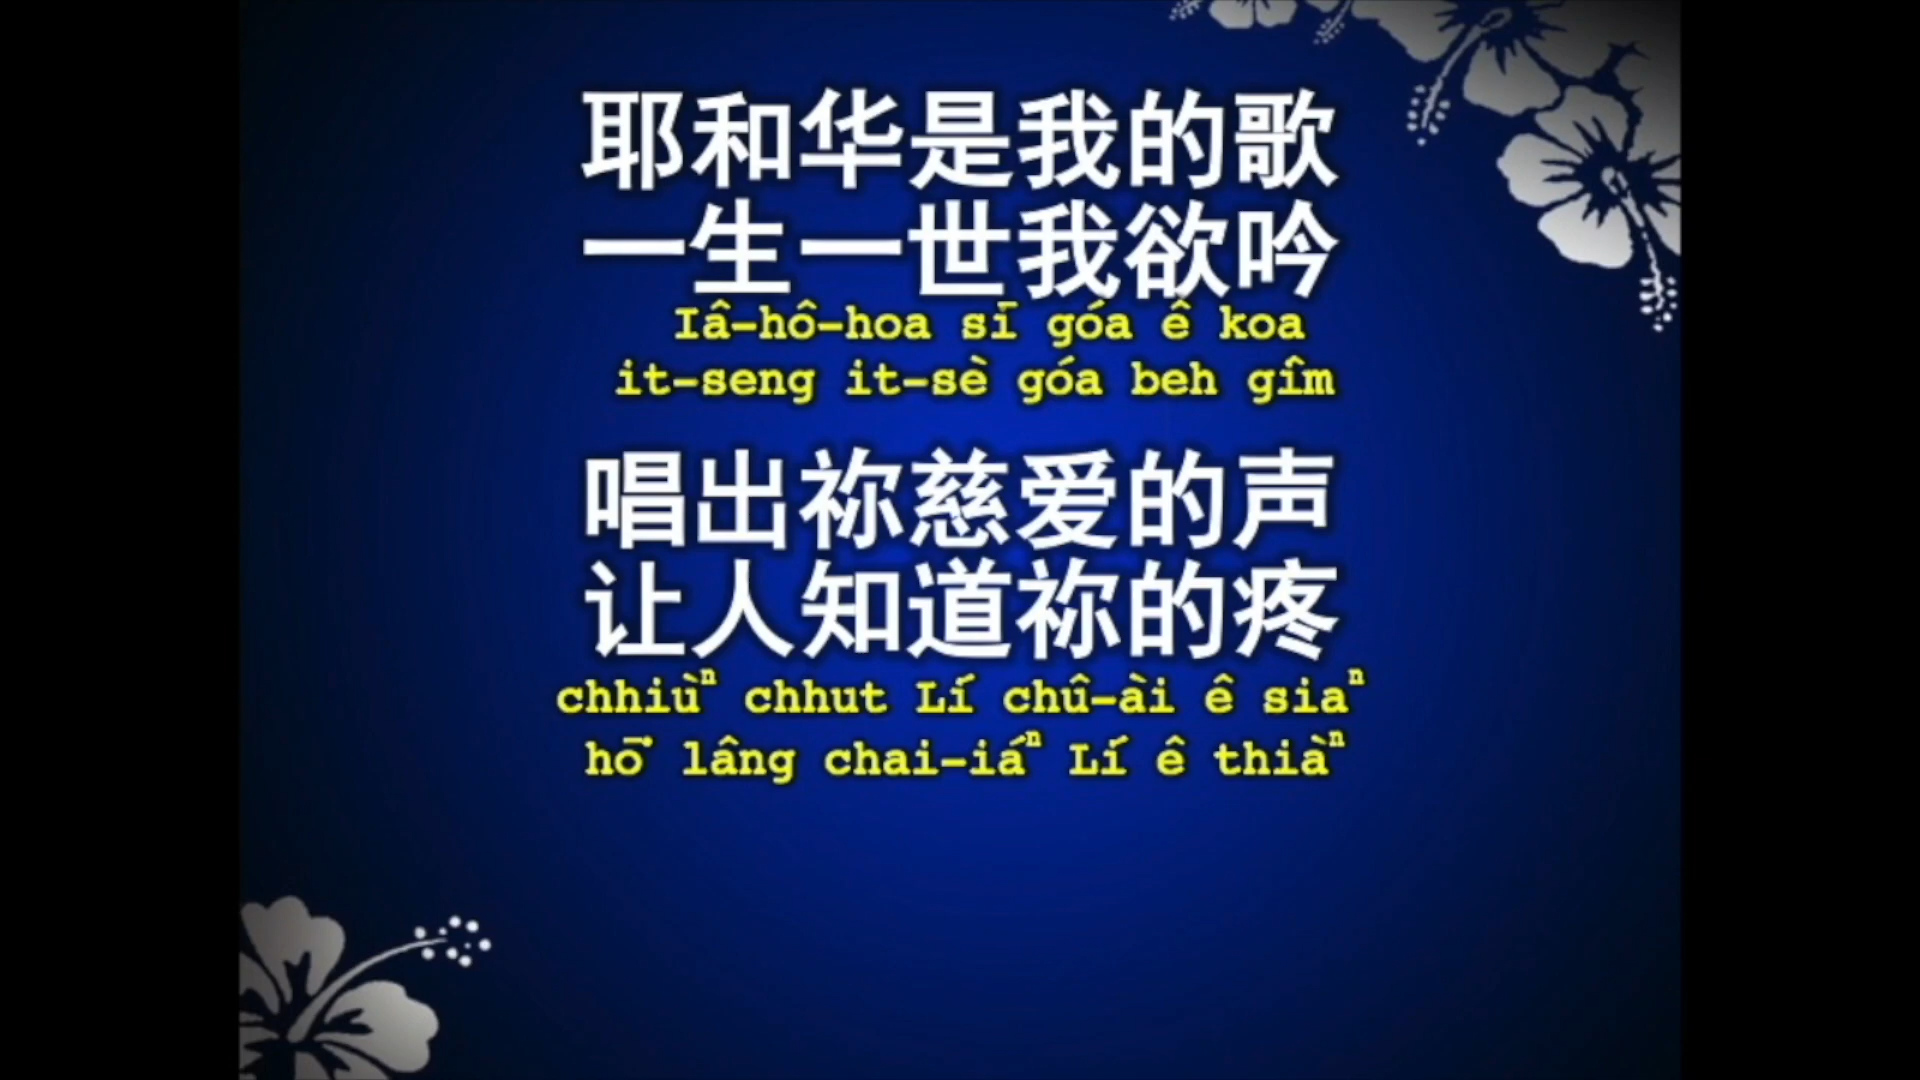 耶和华是我的歌
一生一世我欲吟
Iâ-hô-hoa sī góa ê koa
it-seng it-sè góa beh gîm
唱出祢慈爱的声
让人知道祢的疼
chhiùⁿ chhut Lí chû-ài ê siaⁿ
hō͘ lâng chai-iáⁿ Lí ê thiàⁿ